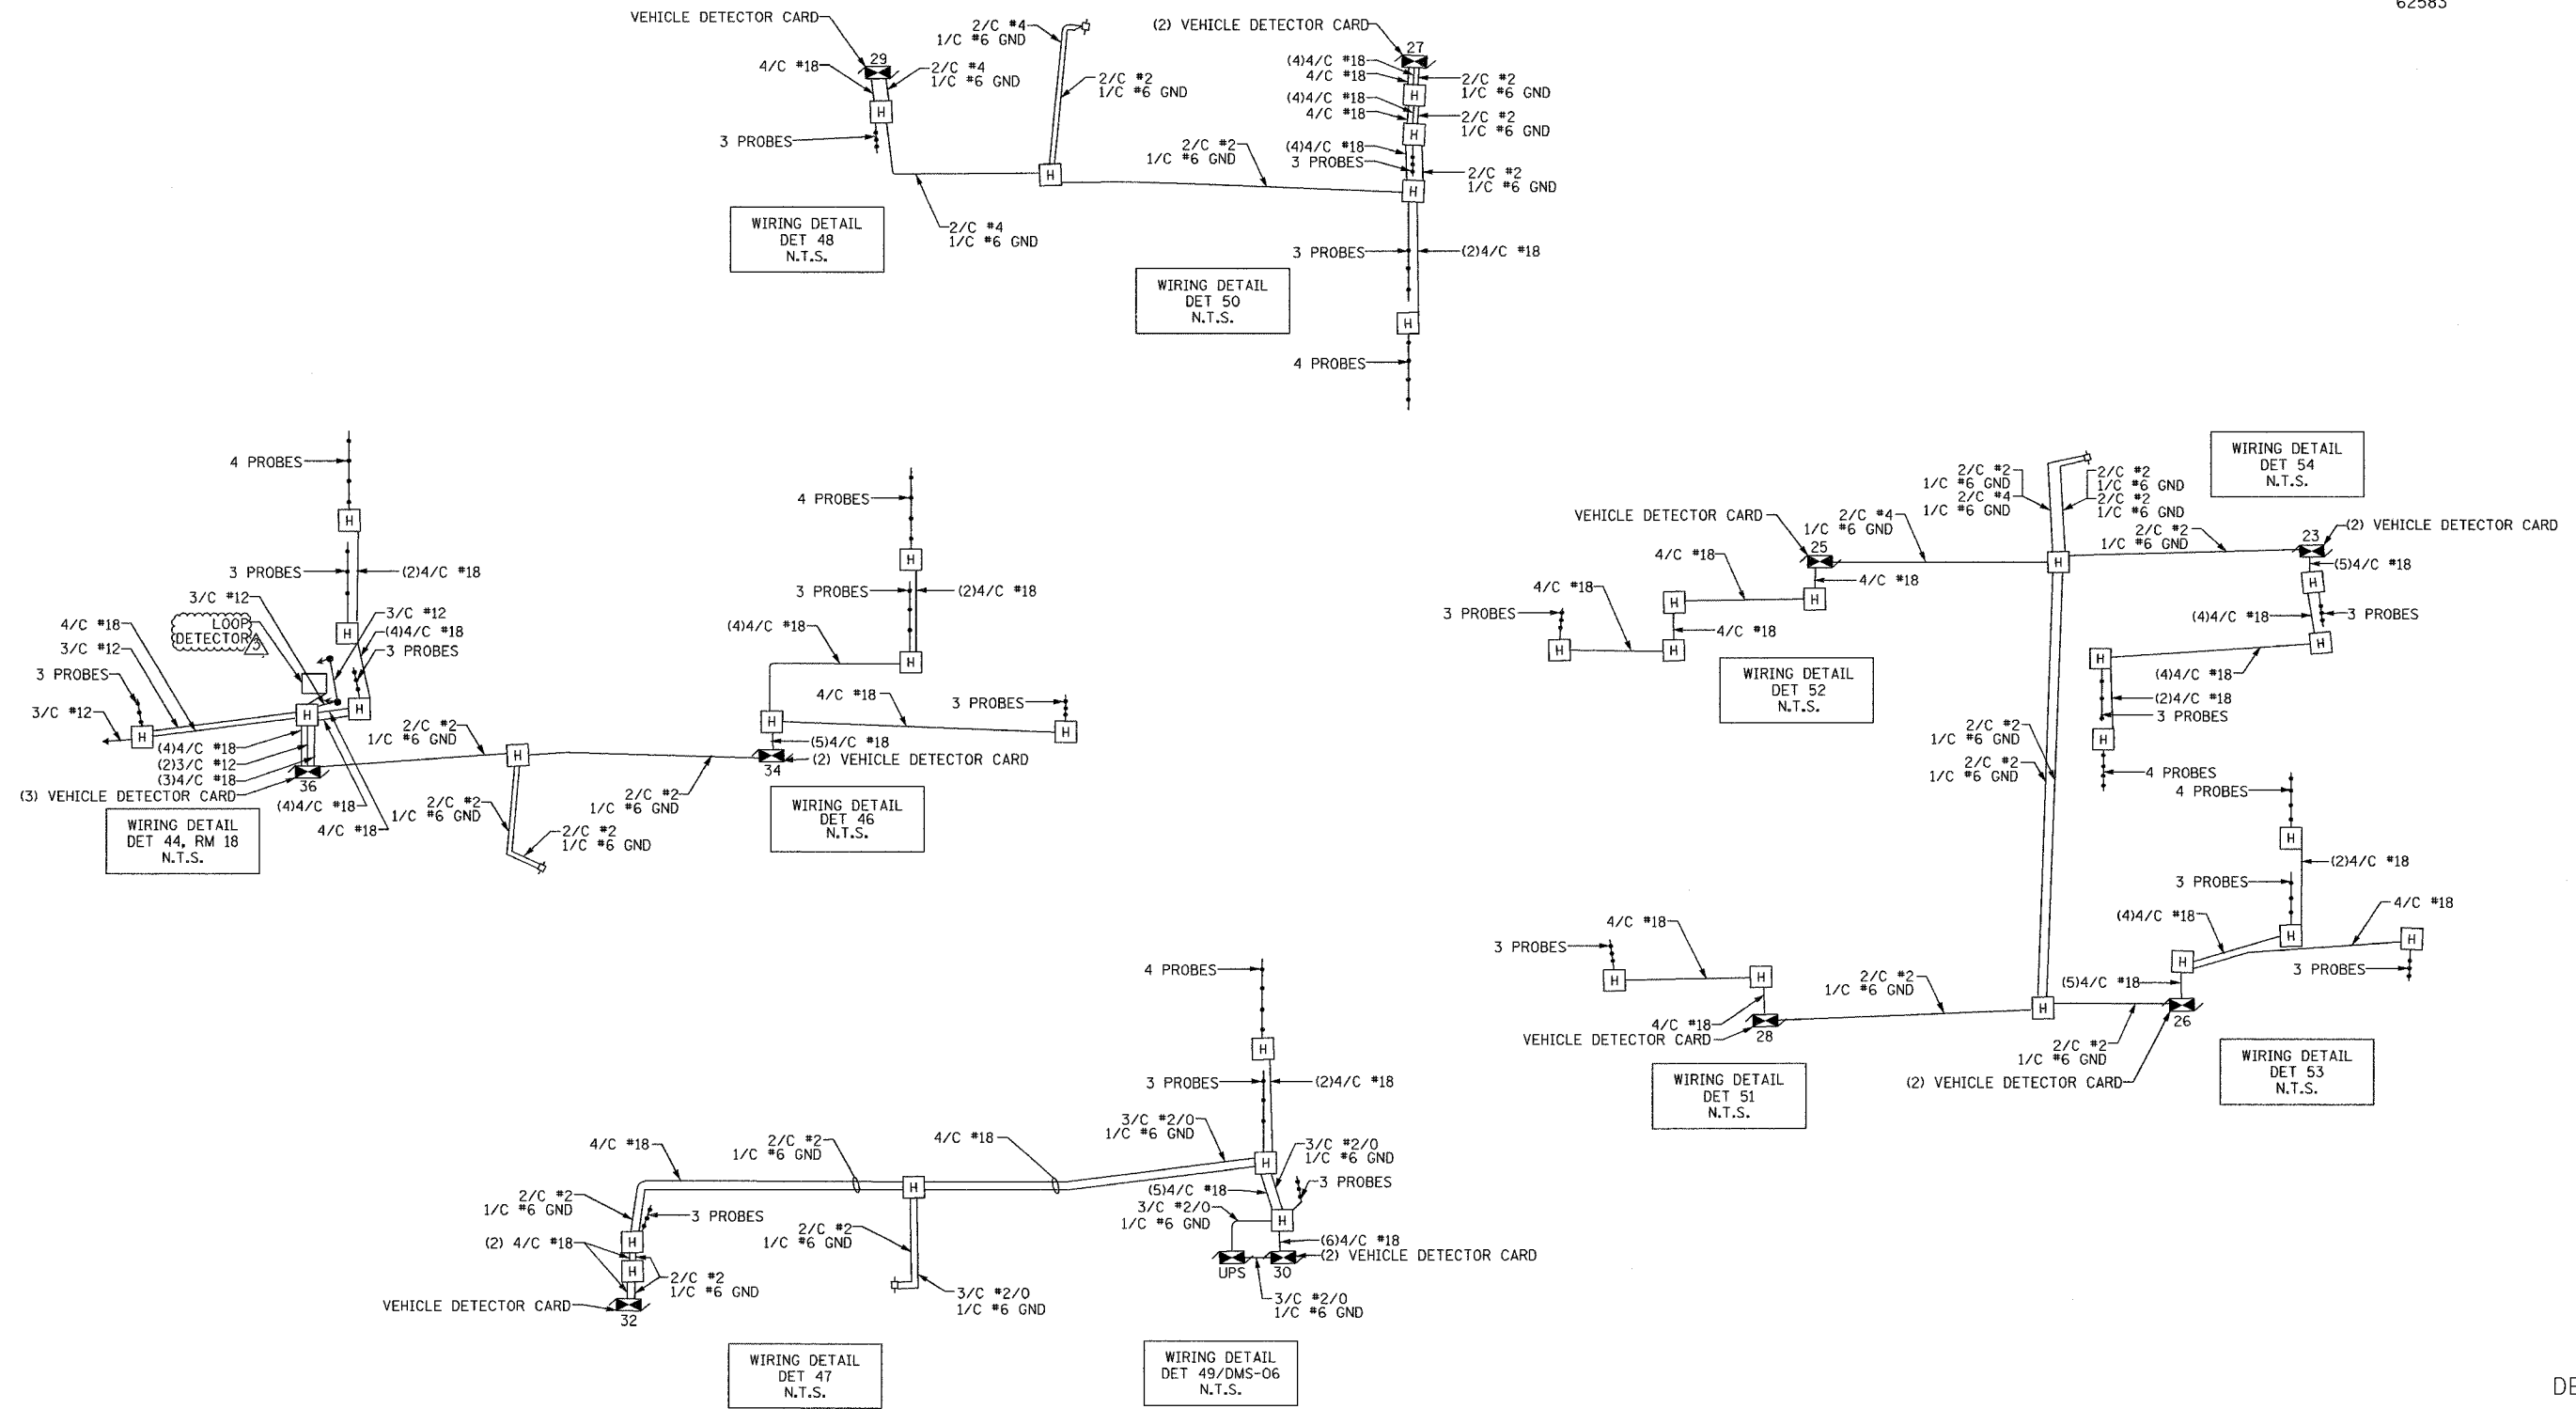 62583
VEHICLE DETECTOR CARD
29
4/C #18
2/C #4
1/C #6 GND
3 PROBES
2/C #4
1/C #6 GND
2/C #2
1/C #6 GND
2/C #4
1/C #6 GND
WIRING DETAIL
DET 48
N.T.S.
(2) VEHICLE DETECTOR CARD
27
(4)4/C #18
4/C #18
2/C #2
1/C #6 GND
(4)4/C #18
4/C #18
2/C #2
1/C #6 GND
(4)4/C #18
3 PROBES
2/C #2
1/C #6 GND
2/C #2
1/C #6 GND
3 PROBES
(2)4/C #18
4 PROBES
H
H
H
H
H
H
H
WIRING DETAIL
DET 50
N.T.S.
4 PROBES
H
3 PROBES
(2)4/C #18
3/C #12
LOOP
DETECTOR
3
4/C #18
3/C #12
3 PROBES
3/C #12
H
3/C #12
(4)4/C #18
3 PROBES
H
H
H
(4)4/C #18
(2)3/C #12
(3)4/C #18
36
(3) VEHICLE DETECTOR CARD
(4)4/C #18
4/C #18
WIRING DETAIL
DET 44, RM 18
N.T.S.
2/C #2
1/C #6 GND
H
2/C #2
1/C #6 GND
2/C #2
1/C #6 GND
2/C #2
1/C #6 GND
4 PROBES
H
3 PROBES
(2)4/C #18
(4)4/C #18
H
4/C #18
3 PROBES
H
H
(5)4/C #18
34
(2) VEHICLE DETECTOR CARD
WIRING DETAIL
DET 46
N.T.S.
WIRING DETAIL
DET 54
N.T.S.
2/C #2
1/C #6 GND
2/C #4
1/C #6 GND
2/C #2
1/C #6 GND
2/C #2
1/C #6 GND
VEHICLE DETECTOR CARD
25
2/C #4
1/C #6 GND
2/C #2
1/C #6 GND
23
(2) VEHICLE DETECTOR CARD
4/C #18
4/C #18
4/C #18
4/C #18
3 PROBES
H
H
H
H
H
WIRING DETAIL
DET 52
N.T.S.
(5)4/C #18
H
(4)4/C #18
3 PROBES
H
(4)4/C #18
H
(2)4/C #18
3 PROBES
H
4 PROBES
2/C #2
1/C #6 GND
2/C #2
1/C #6 GND
4 PROBES
H
(2)4/C #18
3 PROBES
(4)4/C #18
4/C #18
H
H
H
3 PROBES
(5)4/C #18
26
2/C #2
1/C #6 GND
(2) VEHICLE DETECTOR CARD
WIRING DETAIL
DET 53
N.T.S.
4/C #18
3 PROBES
H
H
4/C #18
VEHICLE DETECTOR CARD
28
2/C #2
1/C #6 GND
H
WIRING DETAIL
DET 51
N.T.S.
4 PROBES
H
3 PROBES
(2)4/C #18
3/C #2/0
1/C #6 GND
4/C #18
2/C #2
1/C #6 GND
4/C #18
H
H
3/C #2/0
1/C #6 GND
3 PROBES
(5)4/C #18
3/C #2/0
1/C #6 GND
H
(6)4/C #18
(2) VEHICLE DETECTOR CARD
UPS
30
3/C #2/0
1/C #6 GND
2/C #2
1/C #6 GND
3 PROBES
H
(2) 4/C #18
H
2/C #2
1/C #6 GND
VEHICLE DETECTOR CARD
32
2/C #2
1/C #6 GND
3/C #2/0
1/C #6 GND
WIRING DETAIL
DET 47
N.T.S.
WIRING DETAIL
DET 49/DMS-06
N.T.S.